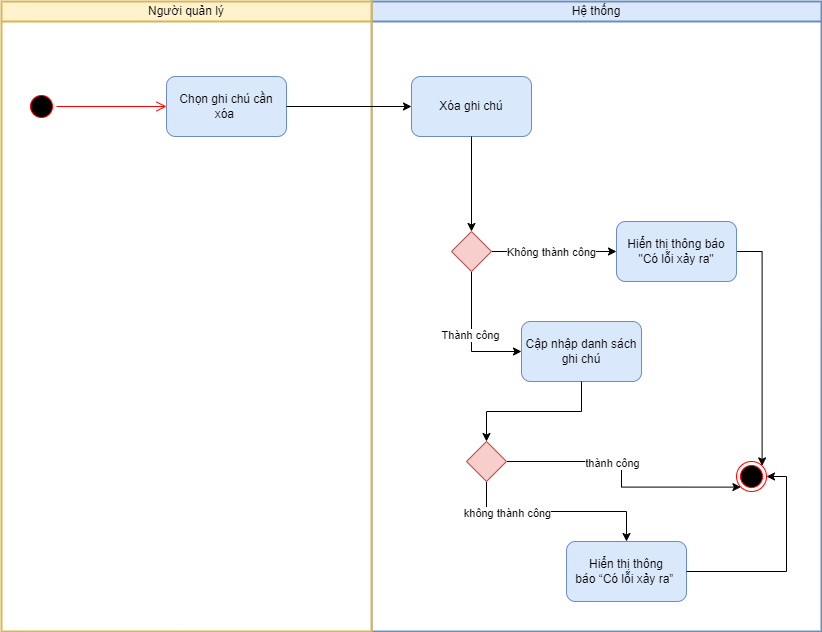 Người quản lý
Hệ thống
Chọn ghi chú cần
xóa
Xóa ghi chú
Không thành công
Hiển thị thông báo
"Có lỗi xảy ra"
Thành công
Cập nhập danh sách
ghi chú
thành công
không thành công
Hiển thị thông
báo “Có lỗi xảy ra”